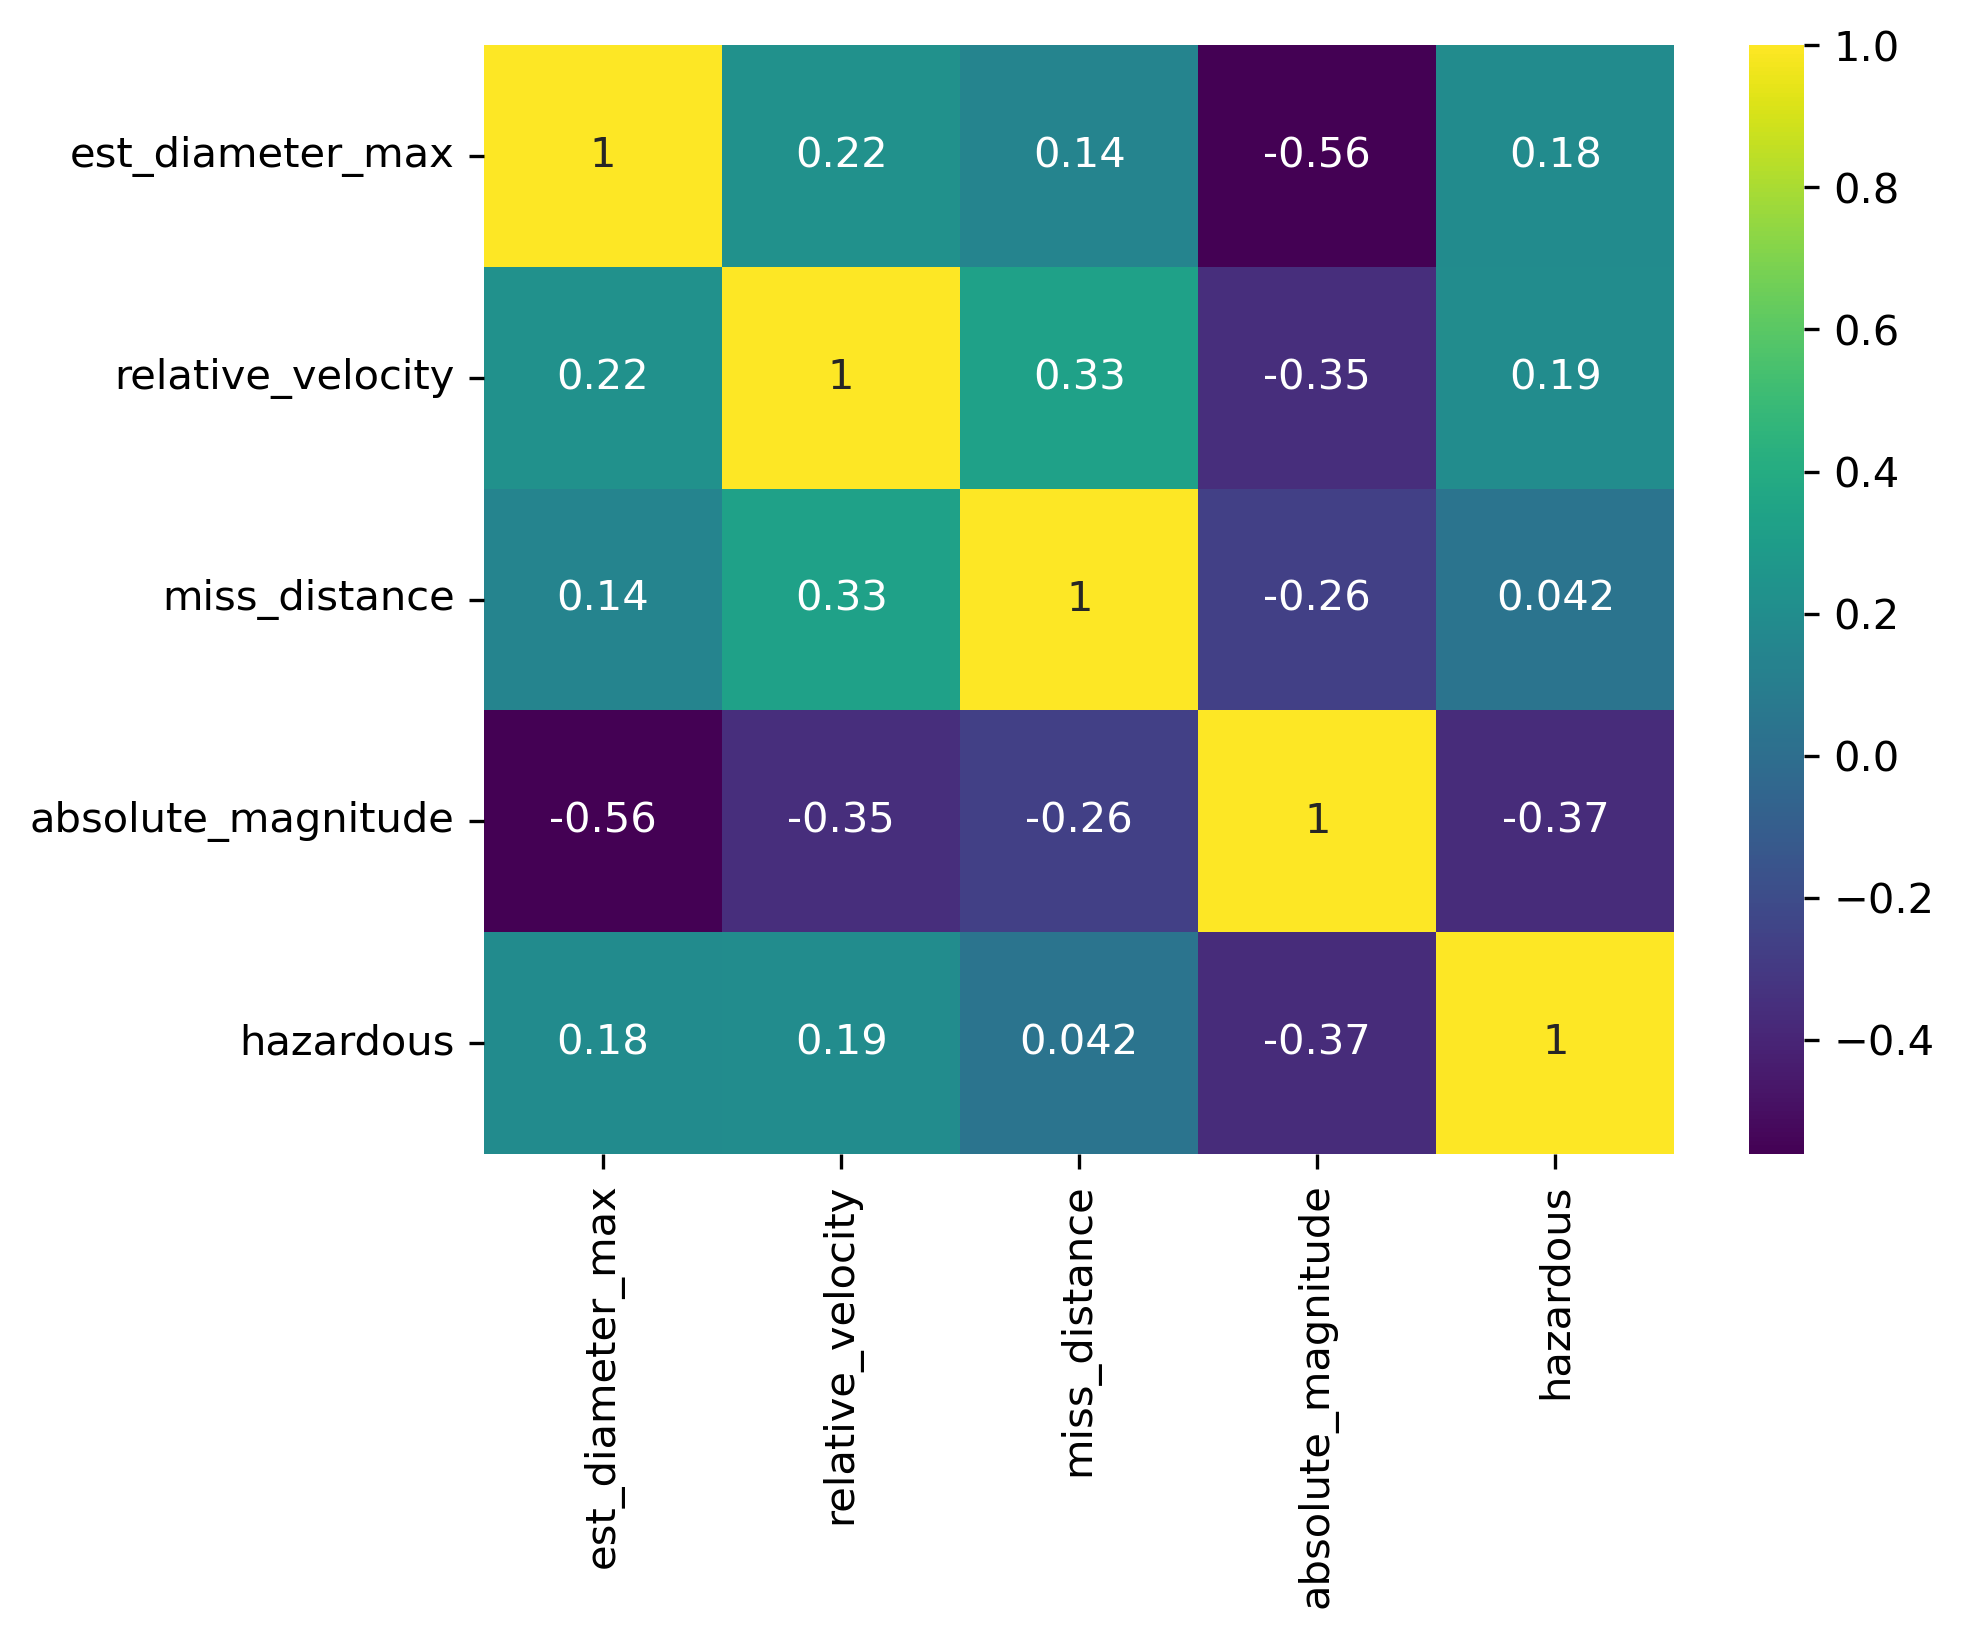 est_diameter_max 1 0.22 0.14 -0.56 0.18
relative_velocity 0.22 1 0.33 -0.35 0.19
miss_distance 0.14 0.33 1 -0.26 0.042
absolute_magnitude -0.56 -0.35 -0.26 1 -0.37
hazardous 0.18 0.19 0.042 -0.37 1
est_diameter_max
relative_velocity
miss_distance
absolute_magnitude
hazardous
1.0
0.8
0.6
0.4
0.2
0.0
−0.2
−0.4